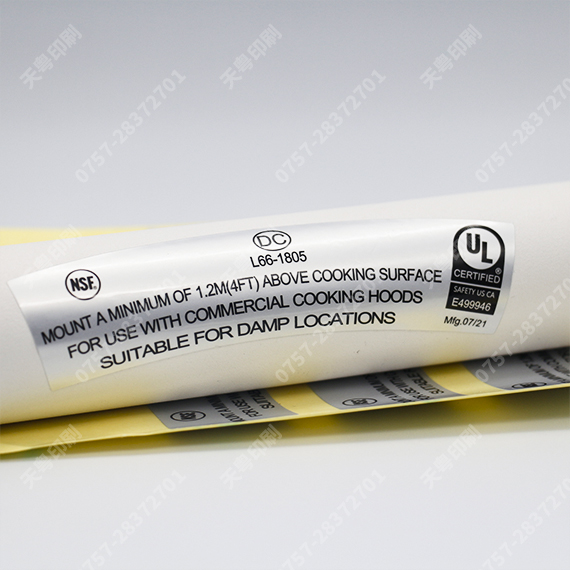 DC
L66-1805
NSF.
MOUNT A MINIMUM OF 1.2M(4FT) ABOVE COOKING SURFACE
FOR USE WITH COMMERCIAL COOKING HOODS
SUITABLE FOR DAMP LOCATIONS
UL
CERTIFIED
SAFETY US CA
E499946
Mfg.07/21
天粤印刷
0757-28372701